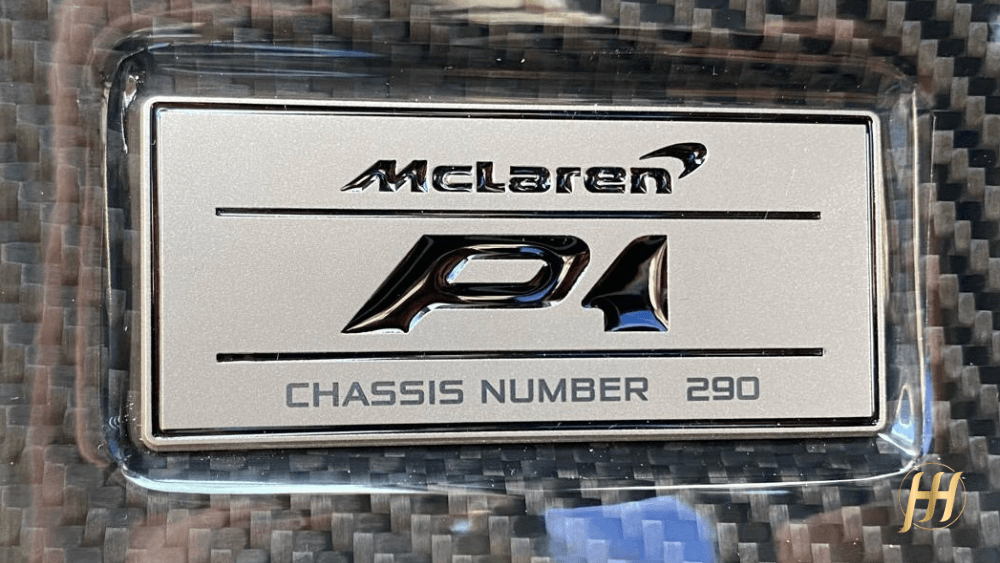 McLaren
P1
CHASSIS NUMBER 290
H